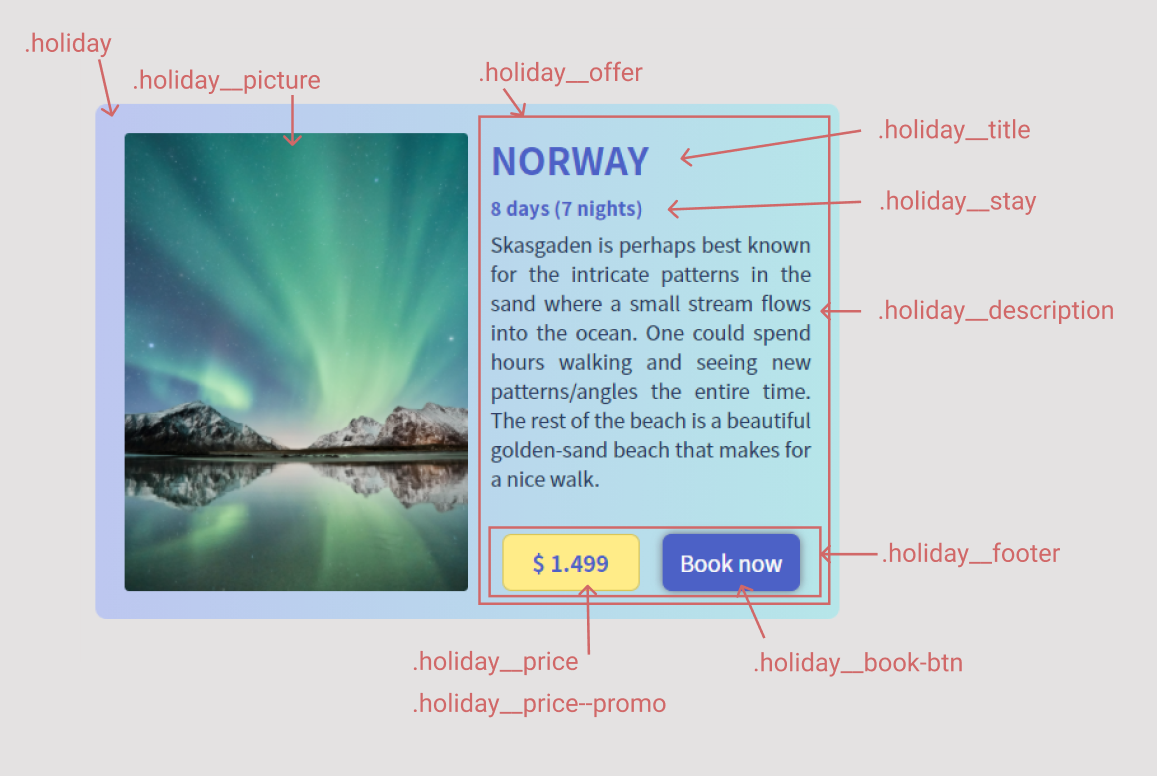 .holiday
.holiday__picture
.holiday__offer
.holiday__title
NORWAY
.holiday__stay
8 days (7 nights)
Skasgaden is perhaps best known
for the intricate patterns in the
sand where a small stream flows
into the ocean. One could spend
hours walking and seeing new
patterns/angles the entire time.
The rest of the beach is a beautiful
golden-sand beach that makes for
a nice walk.
.holiday__description
$ 1.499
Book now
.holiday__footer
.holiday__price
.holiday__price--promo
.holiday__book-btn